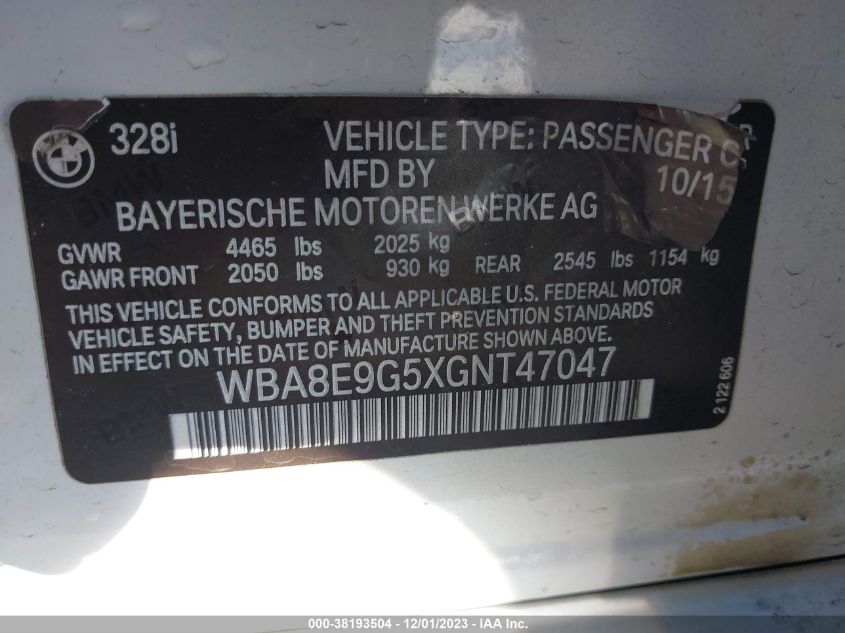 328i VEHICLE TYPE: PASSENGER C R
MFD BY 10/15
BAYERISCHE MOTOREN WERKE AG
GVWR 4465 lbs 2025 kg
GAWR FRONT 2050 lbs 930 kg REAR 2545 lbs 1154 kg
THIS VEHICLE CONFORMS TO ALL APPLICABLE U.S. FEDERAL MOTOR
VEHICLE SAFETY, BUMPER AND THEFT PREVENTION STANDARDS
IN EFFECT ON THE DATE OF MANUFACTURE SHOWN ABOVE.
WBA8E9G5XGNT47047
2 122 606
000-38193504 - 12/01/2023 - IAA Inc.